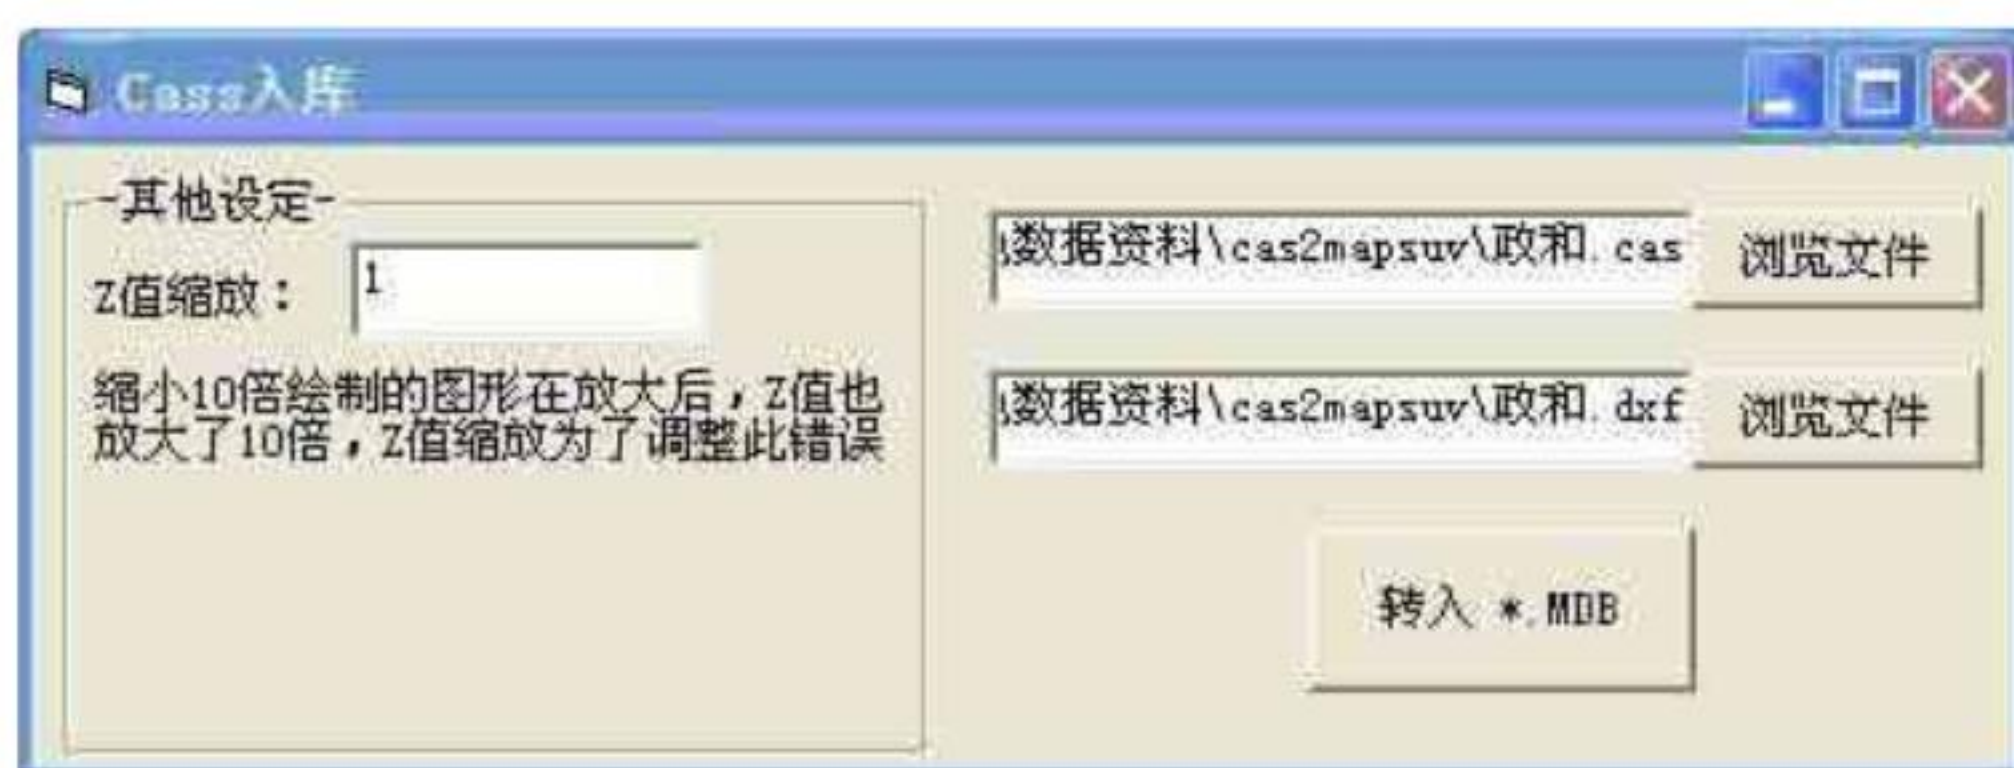 Cass入库
-其他设定-
Z值缩放：
1
缩小10倍绘制的图形在放大后，Z值也
放大了10倍，Z值缩放为了调整此错误
\数据资料\cas2mapsuv\政和.cas
浏览文件
\数据资料\cas2mapsuv\政和.dxf
浏览文件
转入 *.MDB